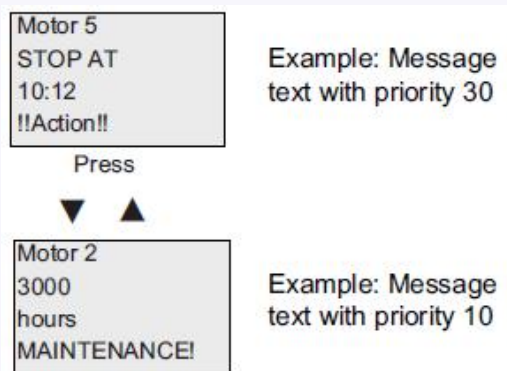 Motor 5
STOP AT
10:12
!!Action!!
Example: Message
text with priority 30
Press
▼ ▲
Motor 2
3000
hours
MAINTENANCE!
Example: Message
text with priority 10